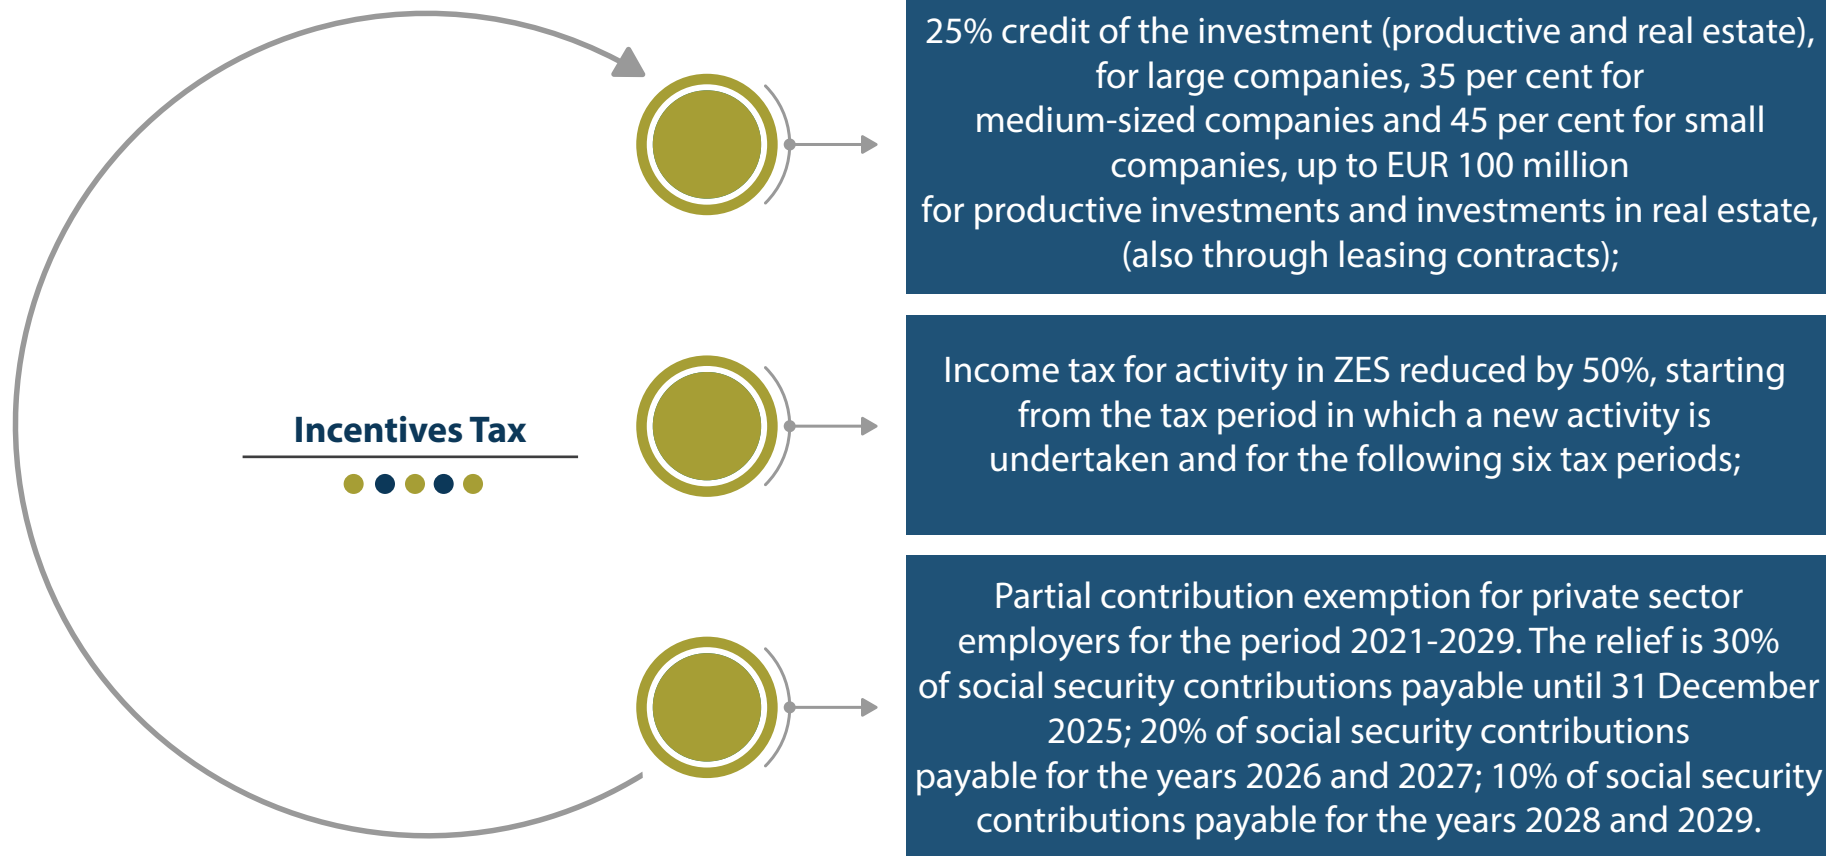 25% credit of the investment (productive and real estate),
for large companies, 35 per cent for
medium-sized companies and 45 per cent for small
companies, up to EUR 100 million
for productive investments and investments in real estate,
(also through leasing contracts);
Incentives Tax
Income tax for activity in ZES reduced by 50%, starting
from the tax period in which a new activity is
undertaken and for the following six tax periods;
Partial contribution exemption for private sector
employers for the period 2021-2029. The relief is 30%
of social security contributions payable until 31 December
2025; 20% of social security contributions
payable for the years 2026 and 2027; 10% of social security
contributions payable for the years 2028 and 2029.